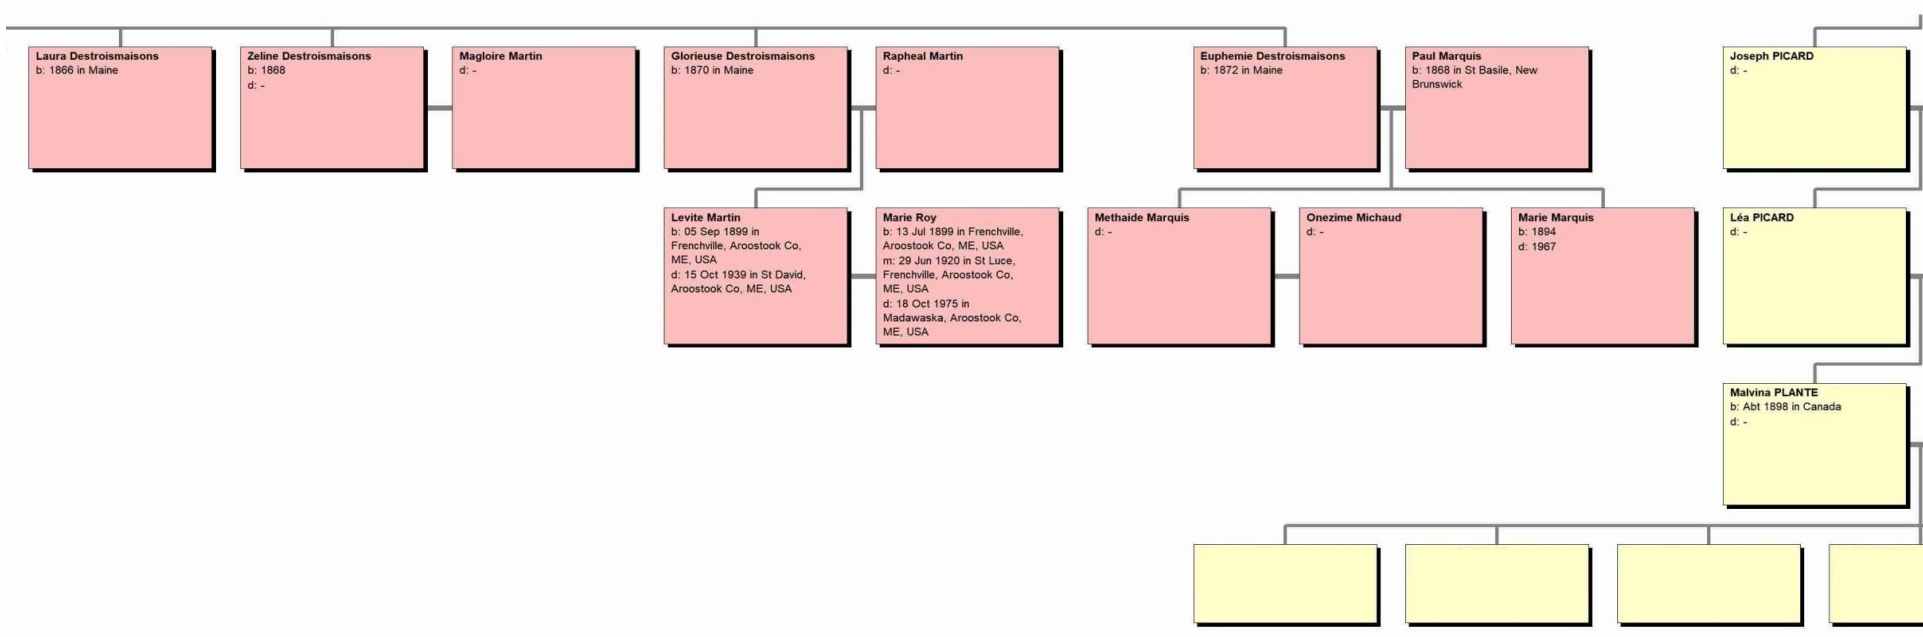 Laura Destroismaisons
b: 1866 in Maine
Zeline Destroismaisons
b: 1868
d: -
Magloire Martin
d: -
Glorieuse Destroismaisons
b: 1870 in Maine
Rapheal Martin
d: -
Euphemie Destroismaisons
b: 1872 in Maine
Paul Marquis
b: 1868 in St Basile, New
Brunswick
Joseph PICARD
d: -
Levite Martin
b: 05 Sep 1899 in
Frenchville, Aroostook Co,
ME, USA
d: 15 Oct 1939 in St David,
Aroostook Co, ME, USA
Marie Roy
b: 13 Jul 1899 in Frenchville,
Aroostook Co, ME, USA
m: 29 Jun 1920 in St Luce,
Frenchville, Aroostook Co,
ME, USA
d: 18 Oct 1975 in
Madawaska, Aroostook Co,
ME, USA
Methaide Marquis
d: -
Onezime Michaud
d: -
Marie Marquis
b: 1894
d: 1967
Léa PICARD
d: -
Malvina PLANTE
b: Abt 1898 in Canada
d: -